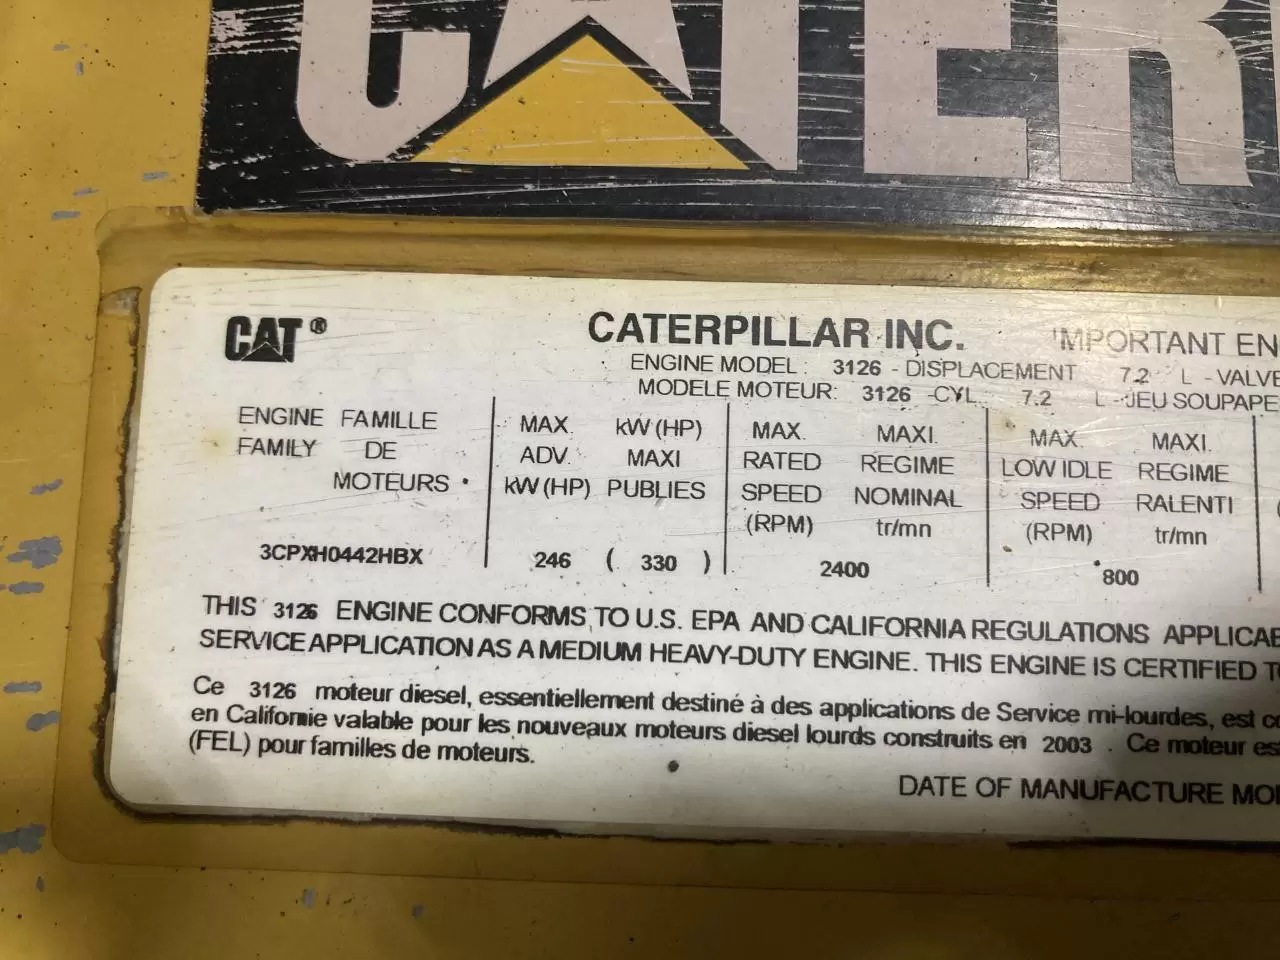 CATER
CAT®
CATERPILLAR INC. IMPORTANT EN
ENGINE MODEL : 3126 - DISPLACEMENT 7.2 L - VALVE
MODELE MOTEUR: 3126 -CYL. 7.2 L - JEU SOUPAPE
ENGINE FAMILLE
FAMILY DE
MOTEURS
3CPXH0442HBX
MAX. kW (HP)
ADV. MAXI
kW (HP) PUBLIES
246 ( 330 )
MAX. MAXI.
RATED REGIME
SPEED NOMINAL
(RPM) tr/mn
2400
MAX. MAXI.
LOW IDLE REGIME
SPEED RALENTI
(RPM) tr/mn
800
THIS 3126 ENGINE CONFORMS TO U.S. EPA AND CALIFORNIA REGULATIONS APPLICAB
SERVICE APPLICATION AS A MEDIUM HEAVY-DUTY ENGINE. THIS ENGINE IS CERTIFIED TO
Ce 3126 moteur diesel, essentiellement destiné à des applications de Service mi-lourdes, est co
en Californie valable pour les nouveaux moteurs diesel lourds construits en 2003 . Ce moteur es
(FEL) pour familles de moteurs.
DATE OF MANUFACTURE MO